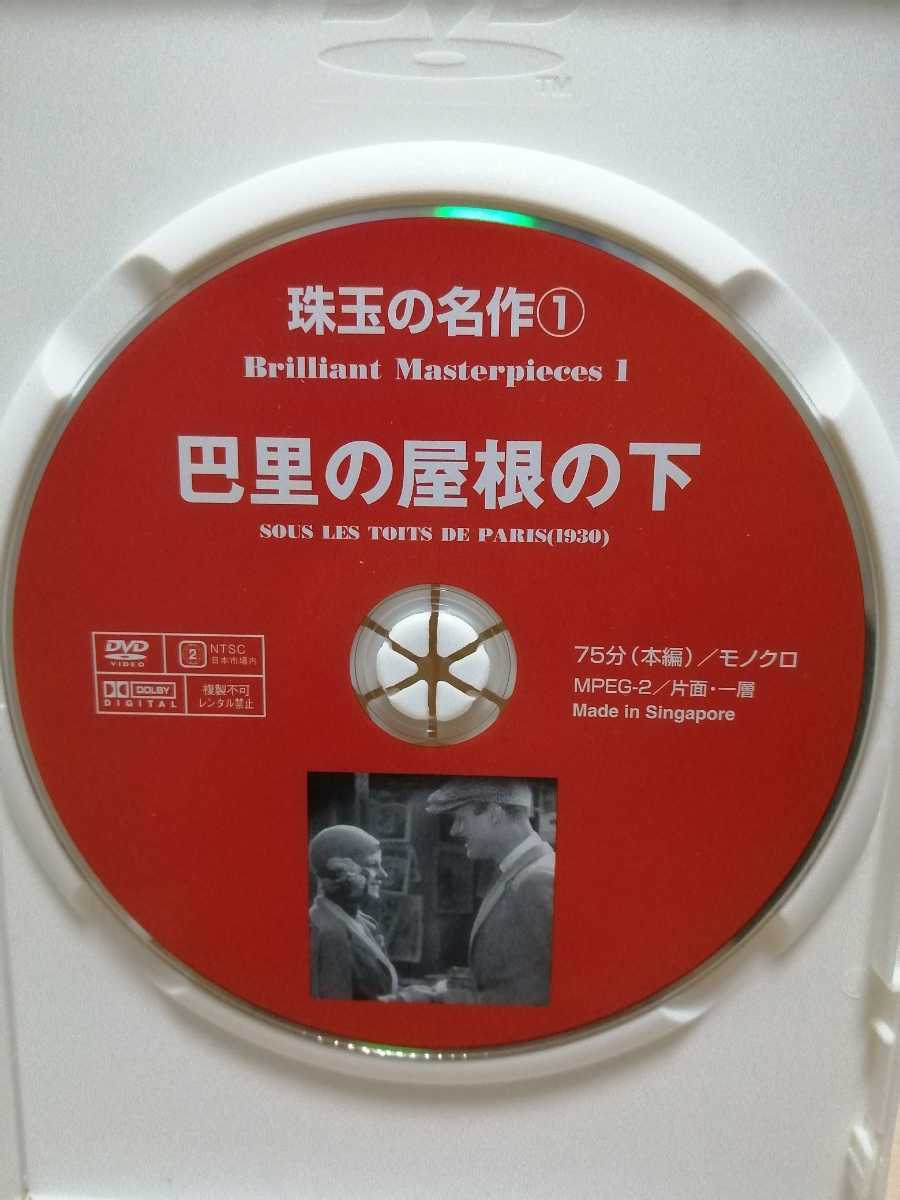 DVD
TM
珠玉の名作①
Brilliant Masterpieces 1
巴里の屋根の下
SOUS LES TOITS DE PARIS(1930)
DVD
VIDEO
2
NTSC
日本市場内
DOLBY
DIGITAL
複製不可
レンタル禁止
75分(本編)/モノクロ
MPEG-2/片面・一層
Made in Singapore